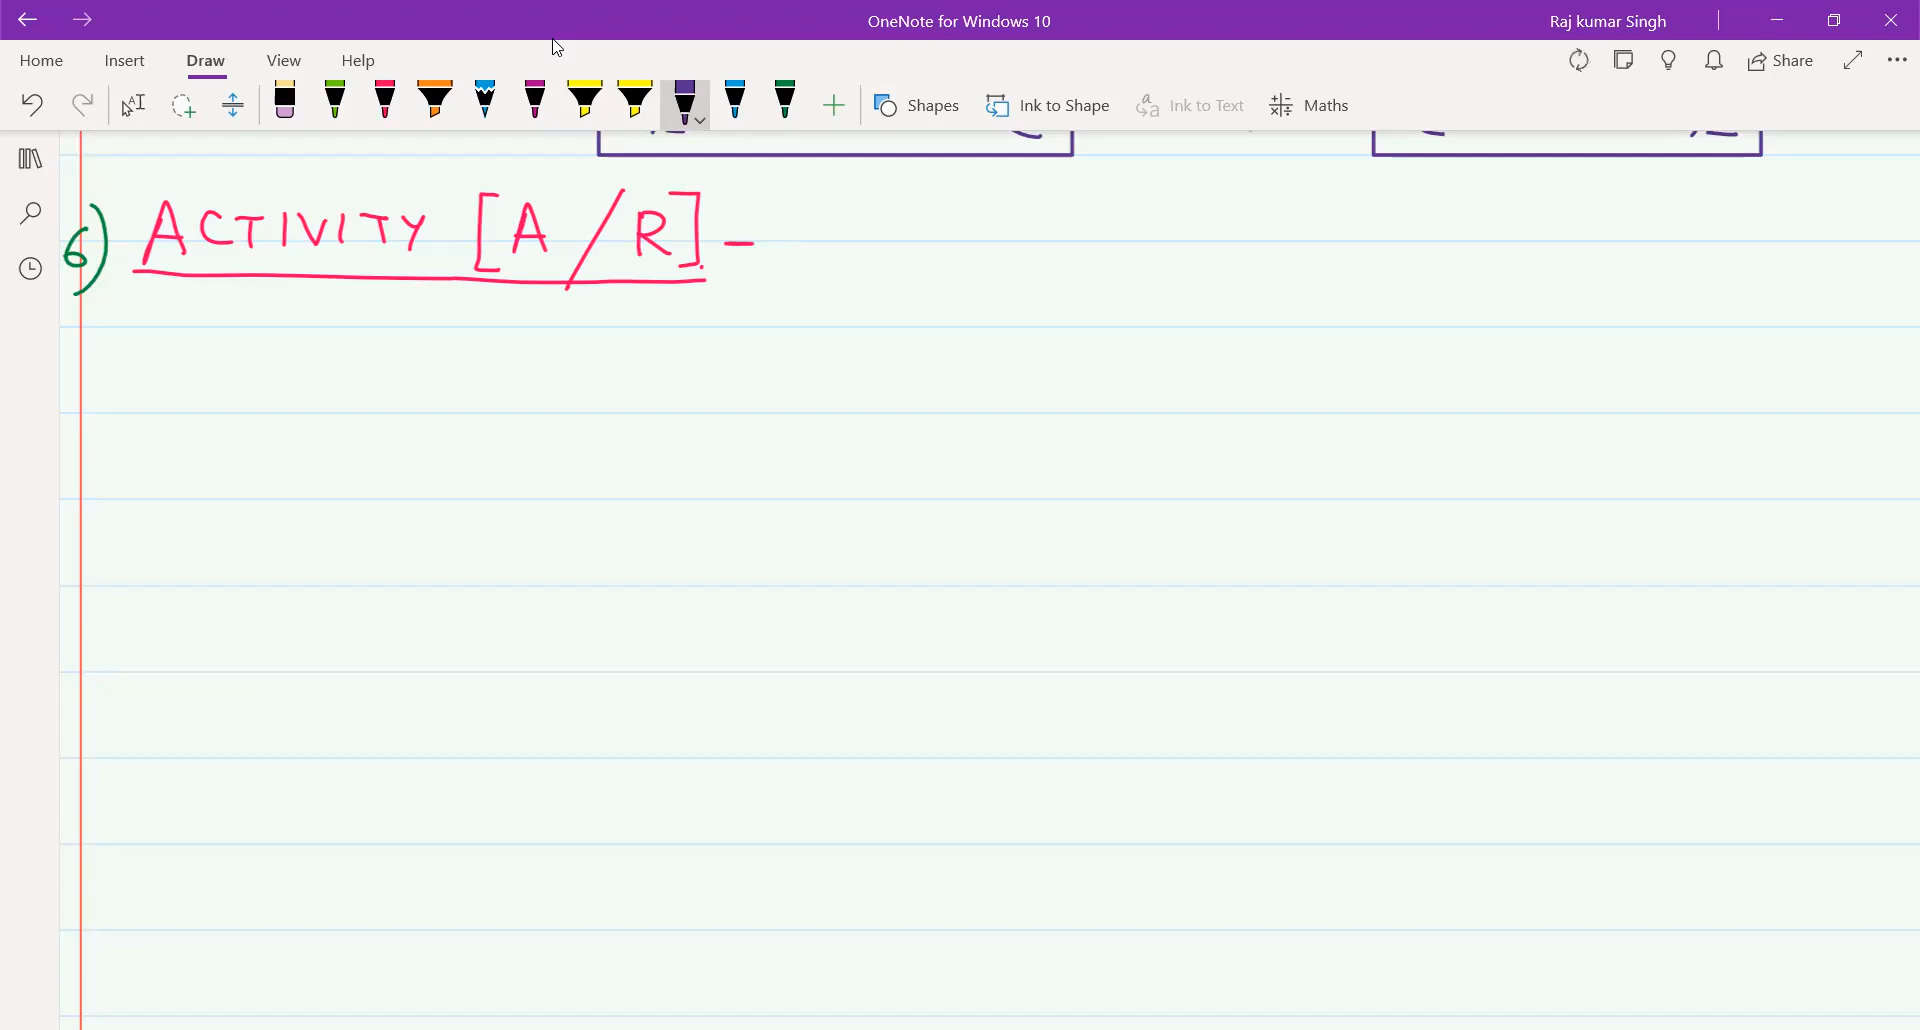 OneNote for Windows 10
Raj kumar Singh
Home Insert Draw View Help
Share
Shapes Ink to Shape Ink to Text Maths
6) ACTIVITY [A/R] -